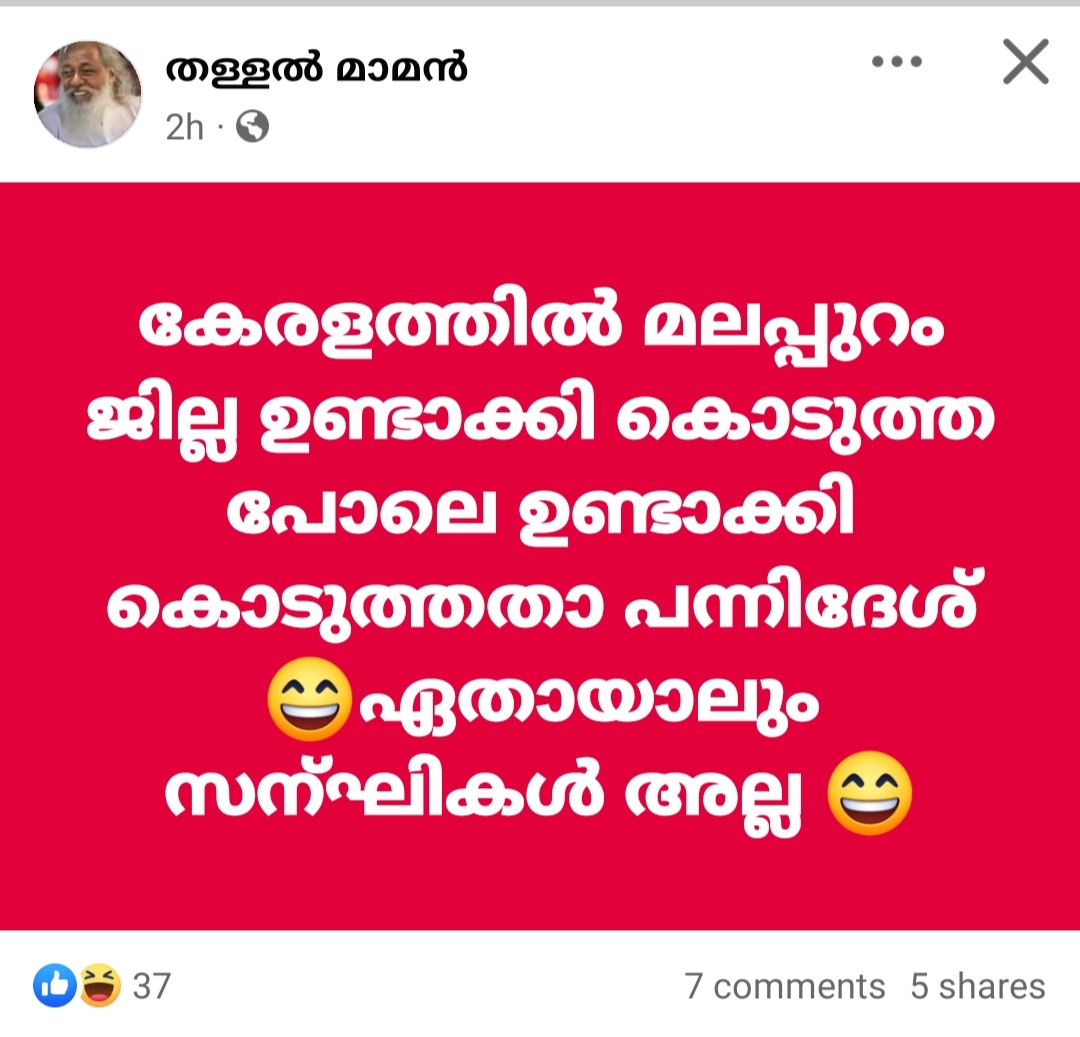 തള്ളൽ മാമൻ
2h ·
കേരളത്തിൽ മലപ്പുറം
ജില്ല ഉണ്ടാക്കി കൊടുത്ത
പോലെ ഉണ്ടാക്കി
കൊടുത്തതാ പന്നിദേശ്
😄ഏതായാലും
സന്ഘികൾ അല്ല 😄
37
7 comments 5 shares